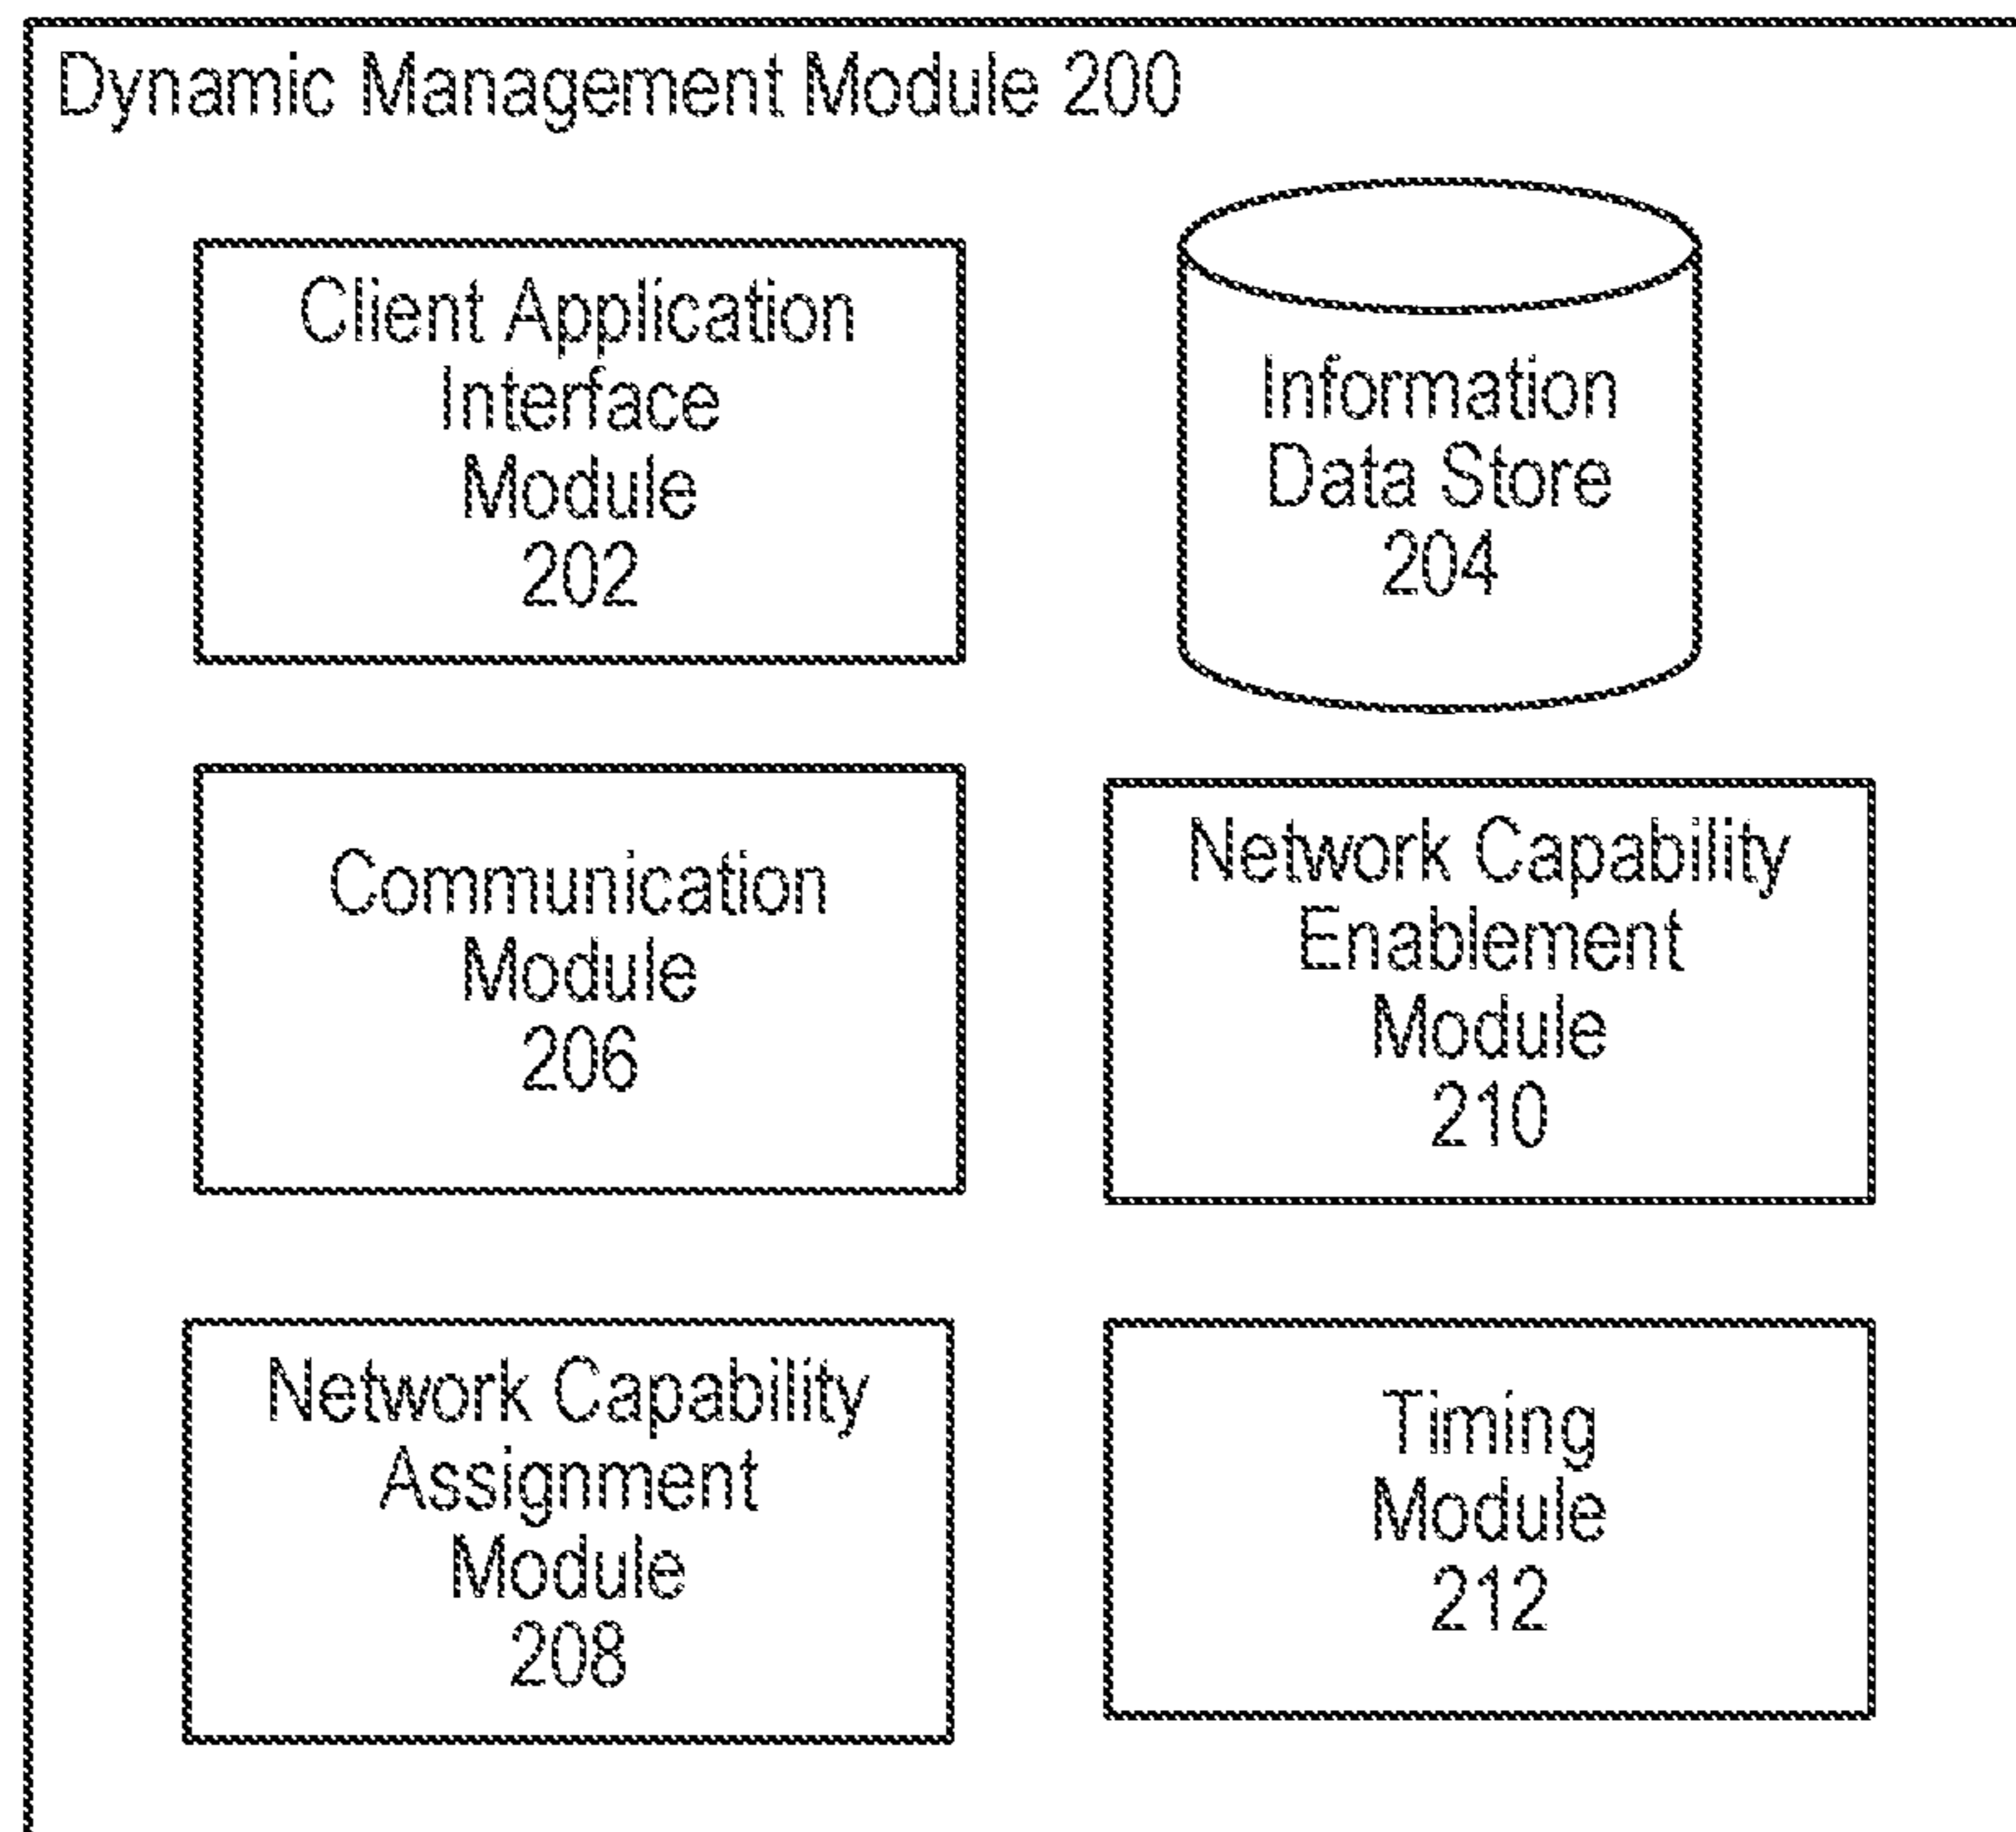 Dynamic Management Module 200
Client Application
Interface
Module
202
Information
Data Store
204
Communication
Module
206
Network Capability
Enablement
Module
210
Network Capability
Assignment
Module
208
Timing
Module
212